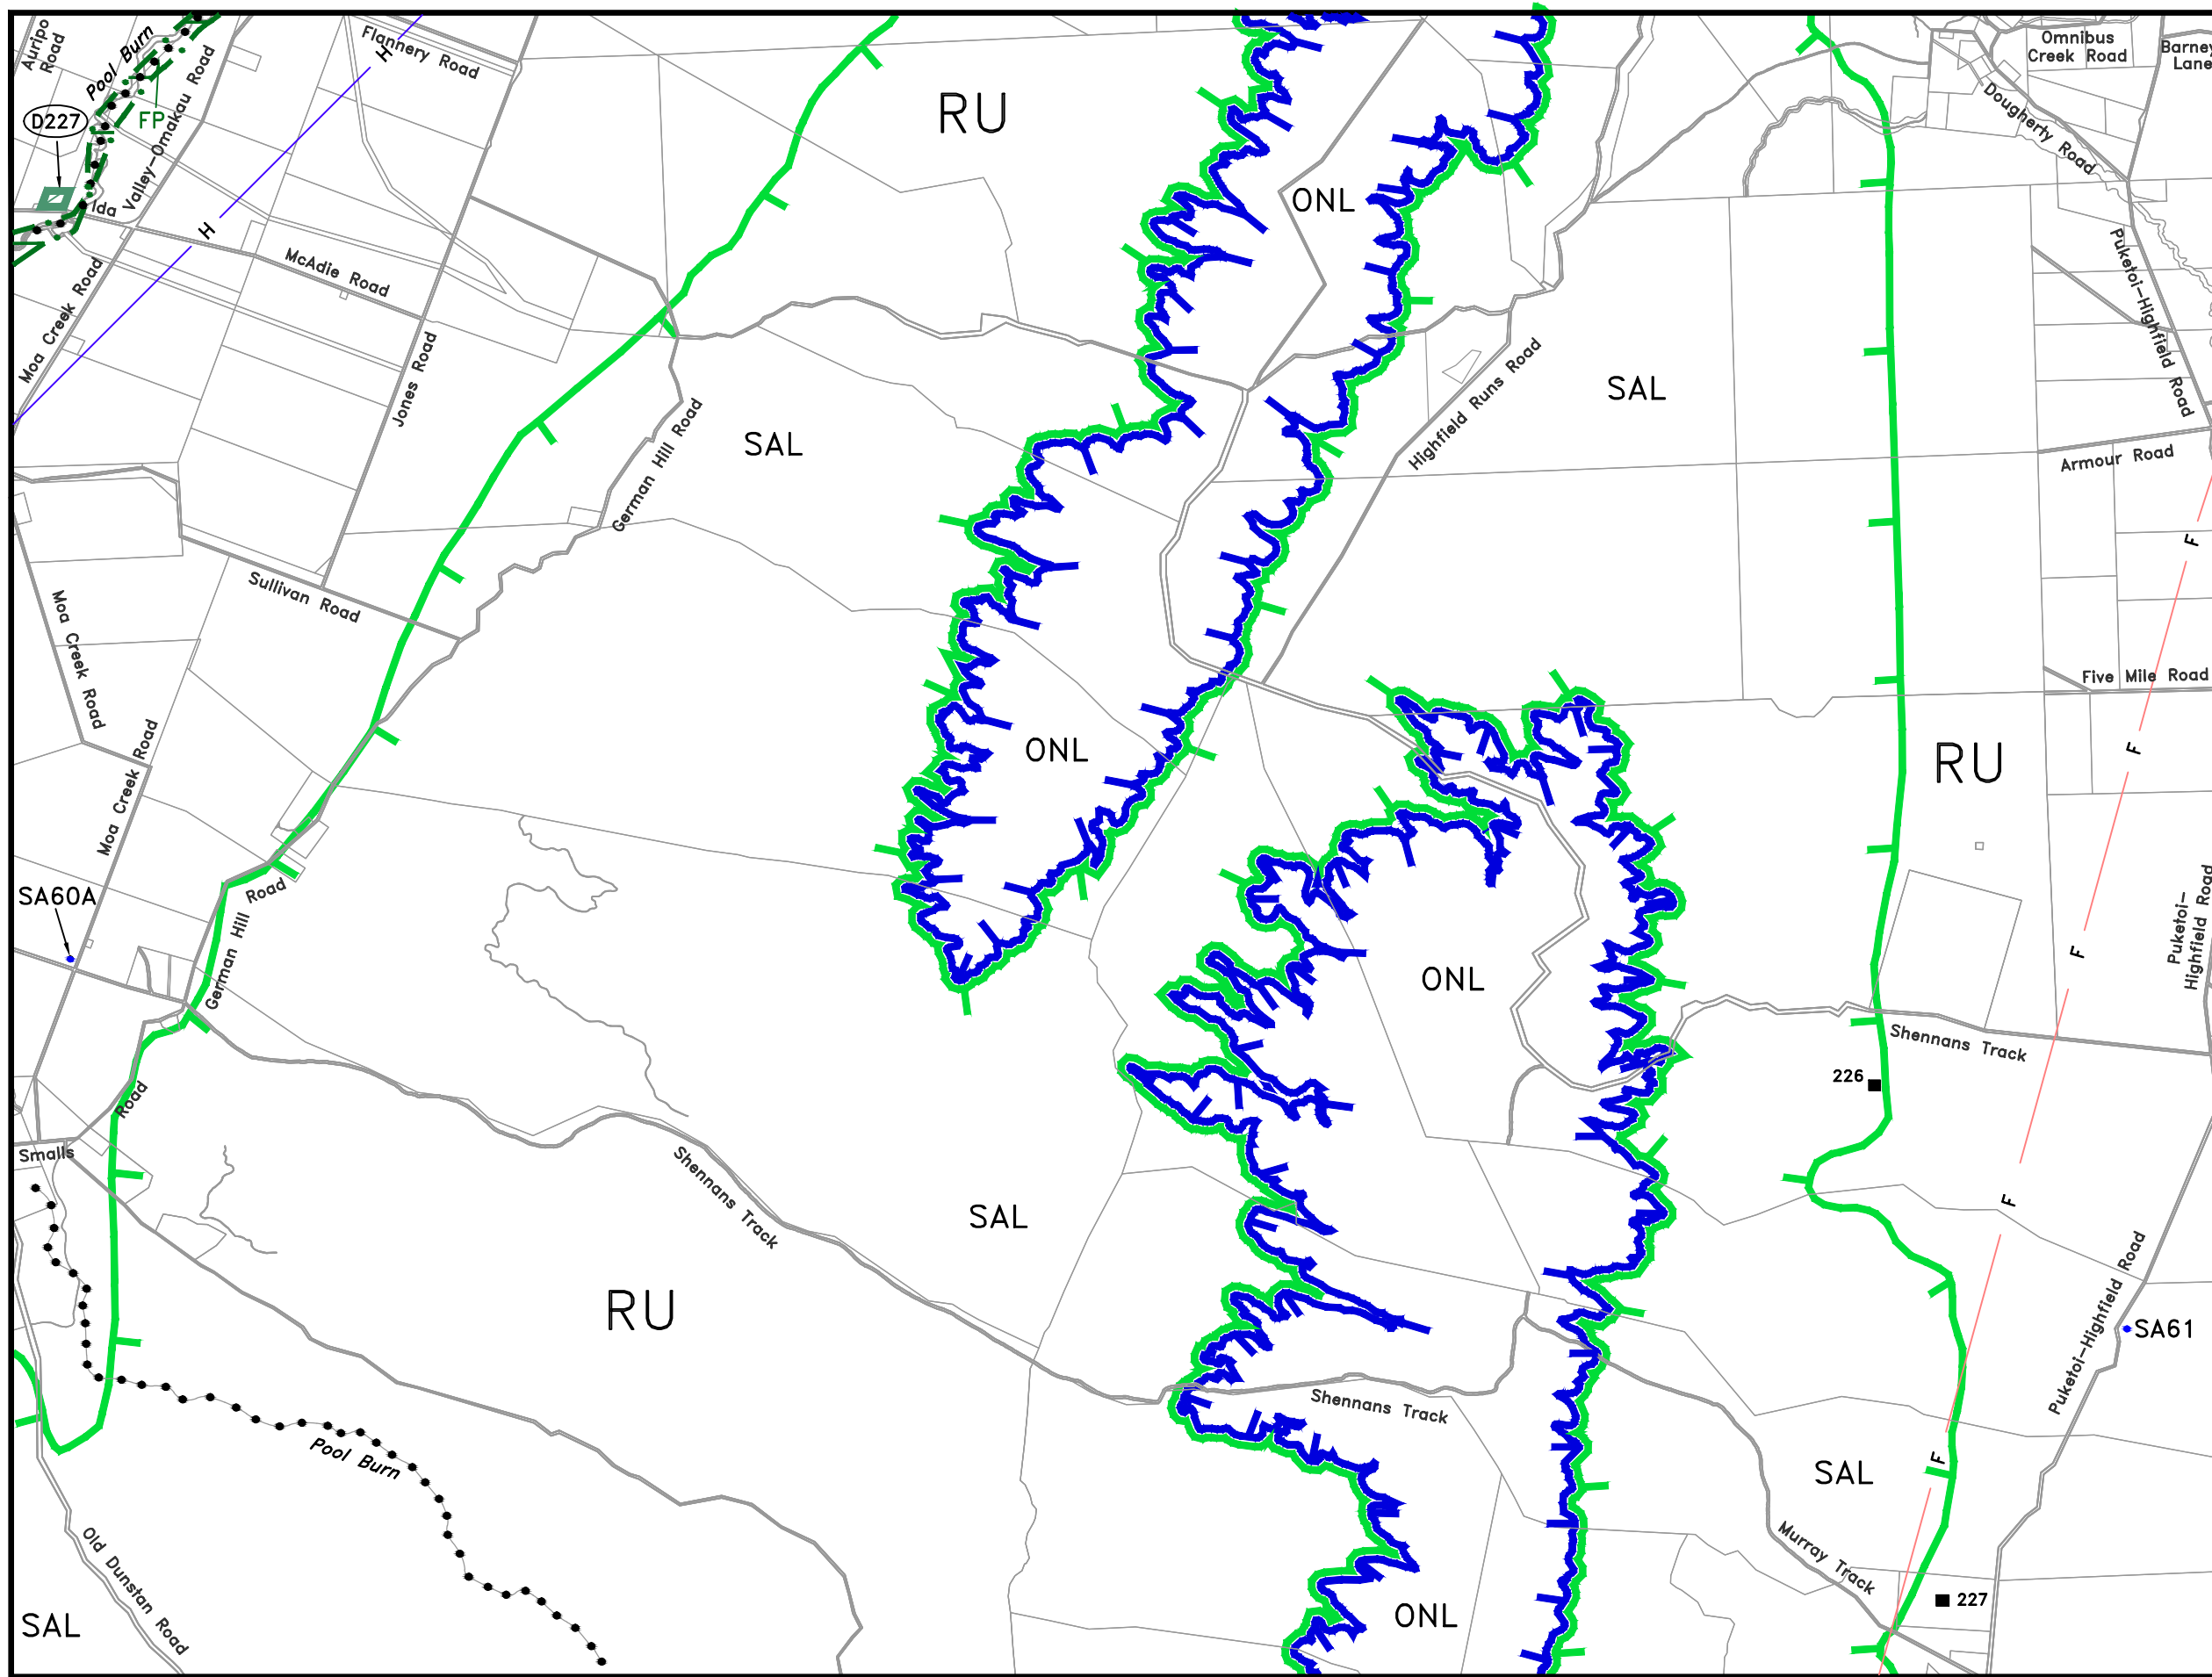 Auripo
Road
Pool Burn
Flannery Road
H
Omnibus
Creek Road
Barney
Lane
RU
D227
FP
Ida
Valley-Omakau Road
Dougherty Road
ONL
H
McAdie Road
Moa Creek Road
Puketoi-Highfield Road
Jones Road
Highfield Runs Road
SAL
SAL
German Hill Road
Armour Road
F
Sullivan Road
Moa Creek Road
Five Mile Road
ONL
F
RU
Moa Creek Road
SA60A
German Hill
Road
Puketoi-
Highfield Road
ONL
F
Shennans Track
226
Road
Smalls
Shennans Track
SAL
F
RU
Puketoi-Highfield Road
SA61
Shennans Track
Pool Burn
F
SAL
Murray Track
Old Dunstan Road
227
SAL
ONL